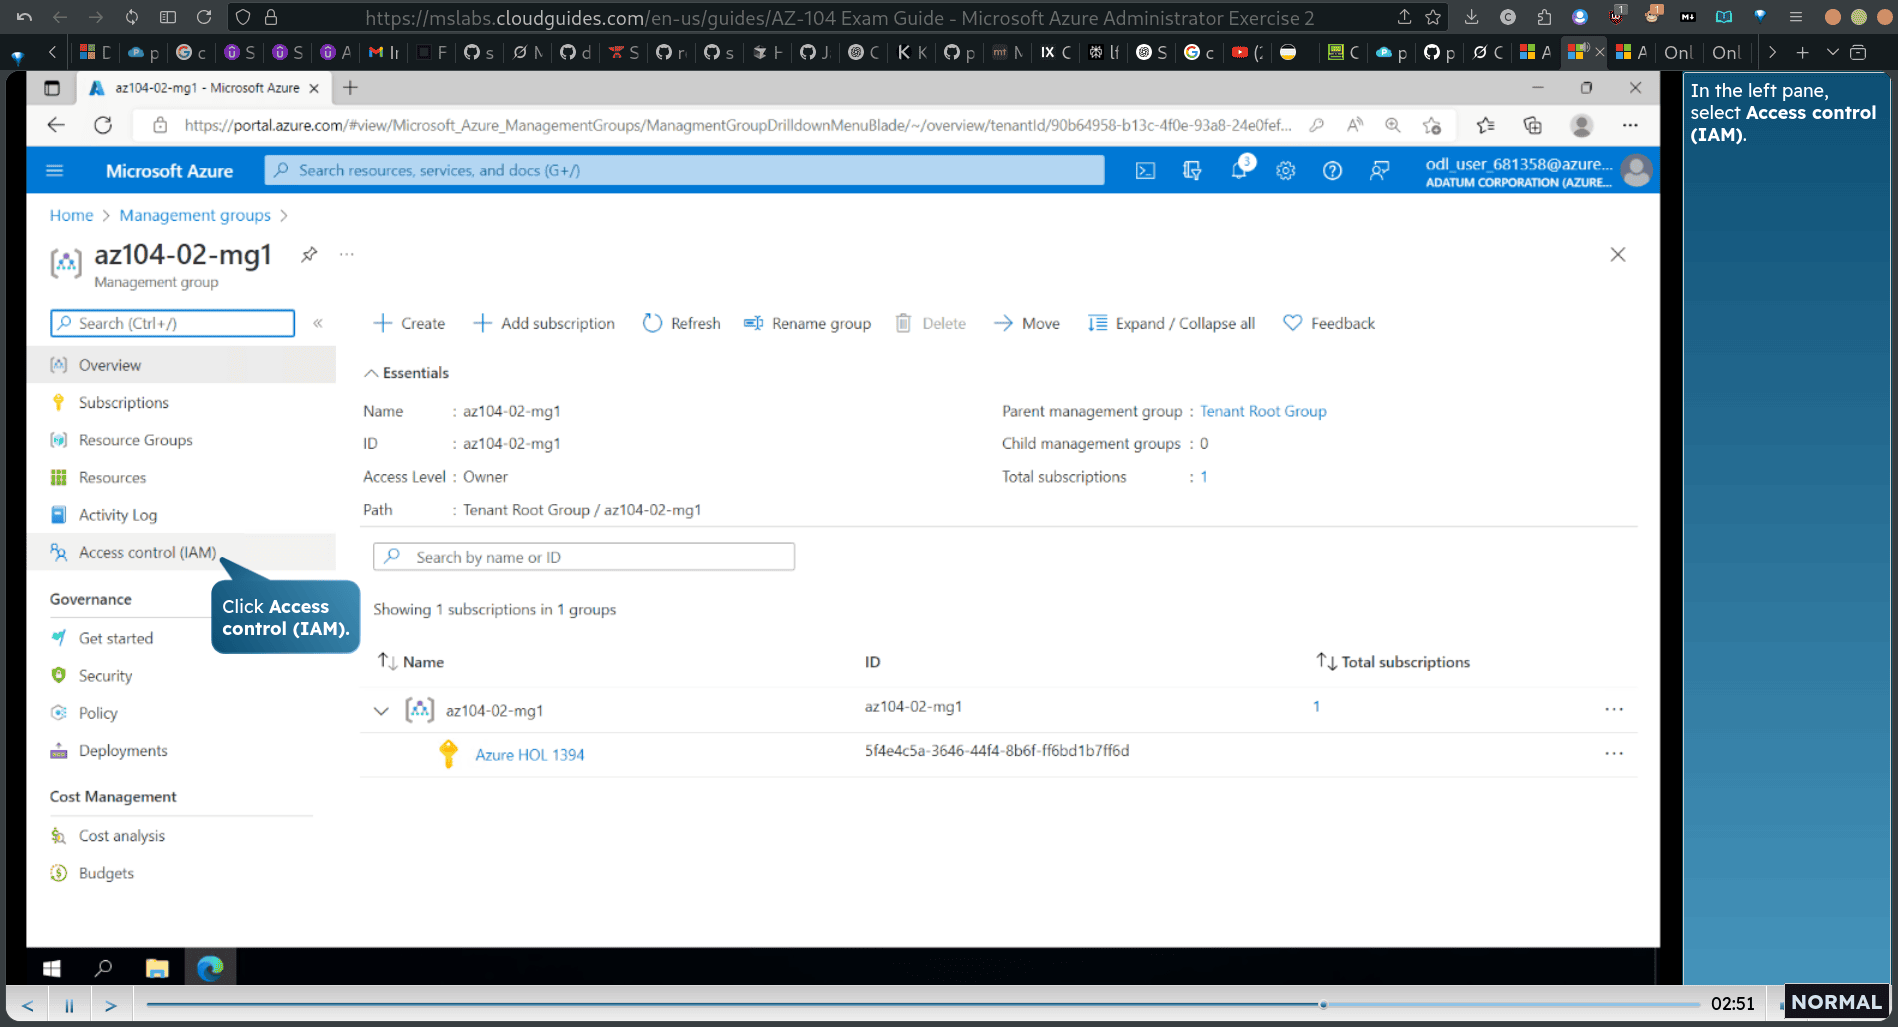 https://mslabs.cloudguides.com/en-us/guides/AZ-104 Exam Guide - Microsoft Azure Administrator Exercise 2
az104-02-mg1 - Microsoft Azure
https://portal.azure.com/#view/Microsoft_Azure_ManagementGroups/ManagmentGroupDrilldownMenuBlade/~/overview/tenantId/90b64958-b13c-4f0e-93a8-24e0fef...
Microsoft Azure
Search resources, services, and docs (G+/)
3
odl_user_681358@azure...
ADATUM CORPORATION (AZURE...
Home > Management groups >
az104-02-mg1
Management group
Search (Ctrl+/)
Create
Add subscription
Refresh
Rename group
Delete
Move
Expand / Collapse all
Feedback
Overview
Subscriptions
Resource Groups
Resources
Activity Log
Access control (IAM)
Click Access
control (IAM).
Governance
Get started
Security
Policy
Deployments
Cost Management
Cost analysis
Budgets
Essentials
Name : az104-02-mg1
ID : az104-02-mg1
Access Level : Owner
Path : Tenant Root Group / az104-02-mg1
Parent management group : Tenant Root Group
Child management groups : 0
Total subscriptions : 1
Search by name or ID
Showing 1 subscriptions in 1 groups
Name ID Total subscriptions
az104-02-mg1 az104-02-mg1 1
Azure HOL 1394 5f4e4c5a-3646-44f4-8b6f-ff6bd1b7ff6d
In the left pane,
select Access control
(IAM).
02:51
NORMAL